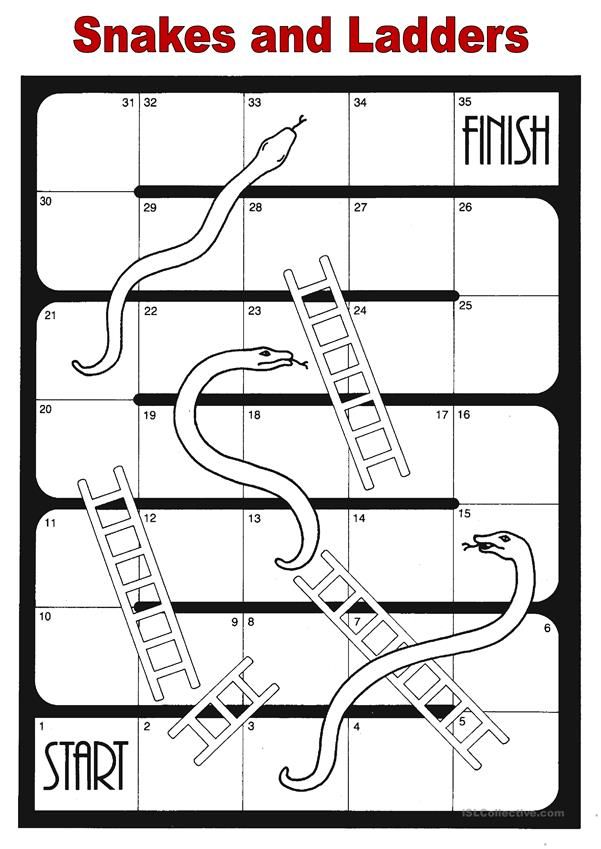 Snakes and Ladders
31 32 33 34 35
FINISH
30 29 28 27 26
21 22 23 24 25
20 19 18 17 16
11 12 13 14 15
10 9 8 7 6
1 2 3 4 5
START
iSLCollective.com